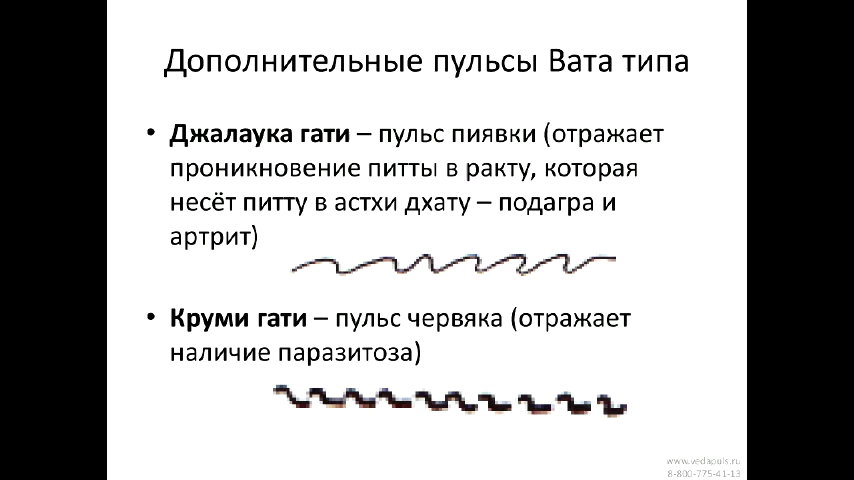 Дополнительные пульсы Вата типа
• Джалаука гати – пульс пиявки (отражает
проникновение питты в ракту, которая
несёт питту в астхи дхату – подагра и
артрит)
• Круми гати – пульс червяка (отражает
наличие паразитоза)
www.vedapuls.ru
8-800-775-41-13